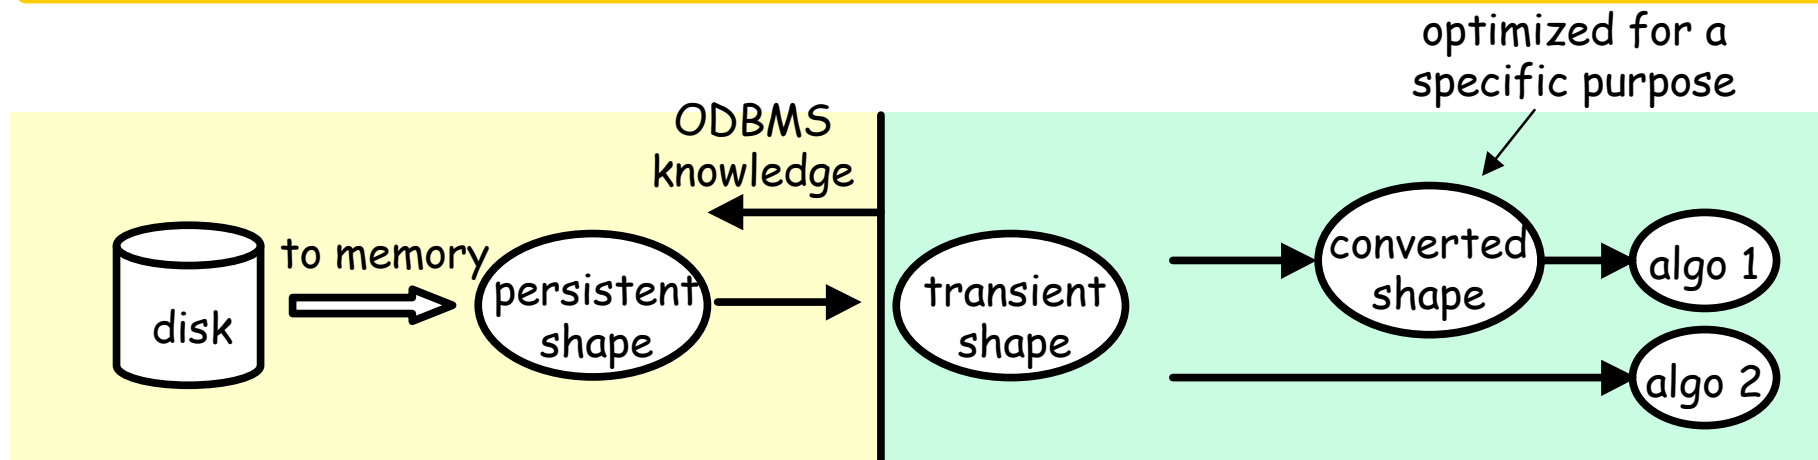 optimized for a
specific purpose
ODBMS
knowledge
to memory
disk
persistent
shape
transient
shape
converted
shape
algo 1
algo 2